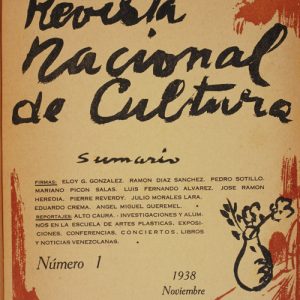 Revista
Nacional
de Cultura
Sumario
FIRMAS: ELOY G. GONZALEZ. RAMON DIAZ SANCHEZ. PEDRO SOTILLO.
MARIANO PICON SALAS. LUIS FERNANDO ALVAREZ. JOSE RAMON
HEREDIA. PIERRE REVERDY. JULIO MORALES LARA.
EDUARDO CREMA. ANGEL MIGUEL QUEREMEL.
REPORTAJES: ALTO CAURA. - INVESTIGACIONES Y ALUM-
NOS EN LA ESCUELA DE ARTES PLASTICAS. EXPOSI-
CIONES. CONFERENCIAS. CONCIERTOS. LIBROS
Y NOTICIAS VENEZOLANAS.
Número 1
1938
Noviembre